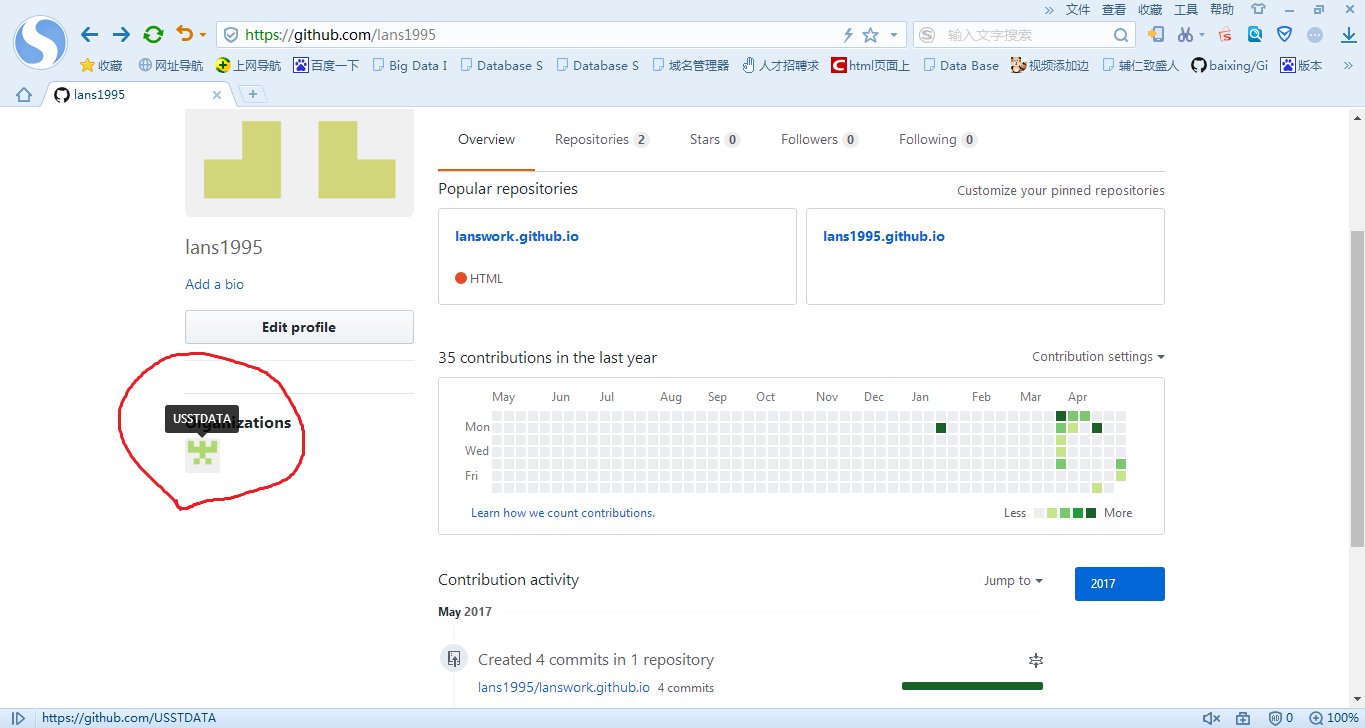 » 文件 查看 收藏 工具 帮助
https://github.com/lans1995
输入文字搜索
收藏 网址导航 上网导航 百度一下 Big Data I Database S Database S 域名管理器 人才招聘求 html页面上 Data Base 视频添加边 辅仁致盛人 baixing/Gi 版本 »
lans1995
Overview Repositories 2 Stars 0 Followers 0 Following 0
Popular repositories
Customize your pinned repositories
lanswork.github.io
HTML
lans1995.github.io
lans1995
Add a bio
Edit profile
USSTDATA
Organizations
35 contributions in the last year
Contribution settings
May Jun Jul Aug Sep Oct Nov Dec Jan Feb Mar Apr
Mon
Wed
Fri
Learn how we count contributions.
Less More
Contribution activity
Jump to
2017
May 2017
Created 4 commits in 1 repository
lans1995/lanswork.github.io 4 commits
https://github.com/USSTDATA
0 100%